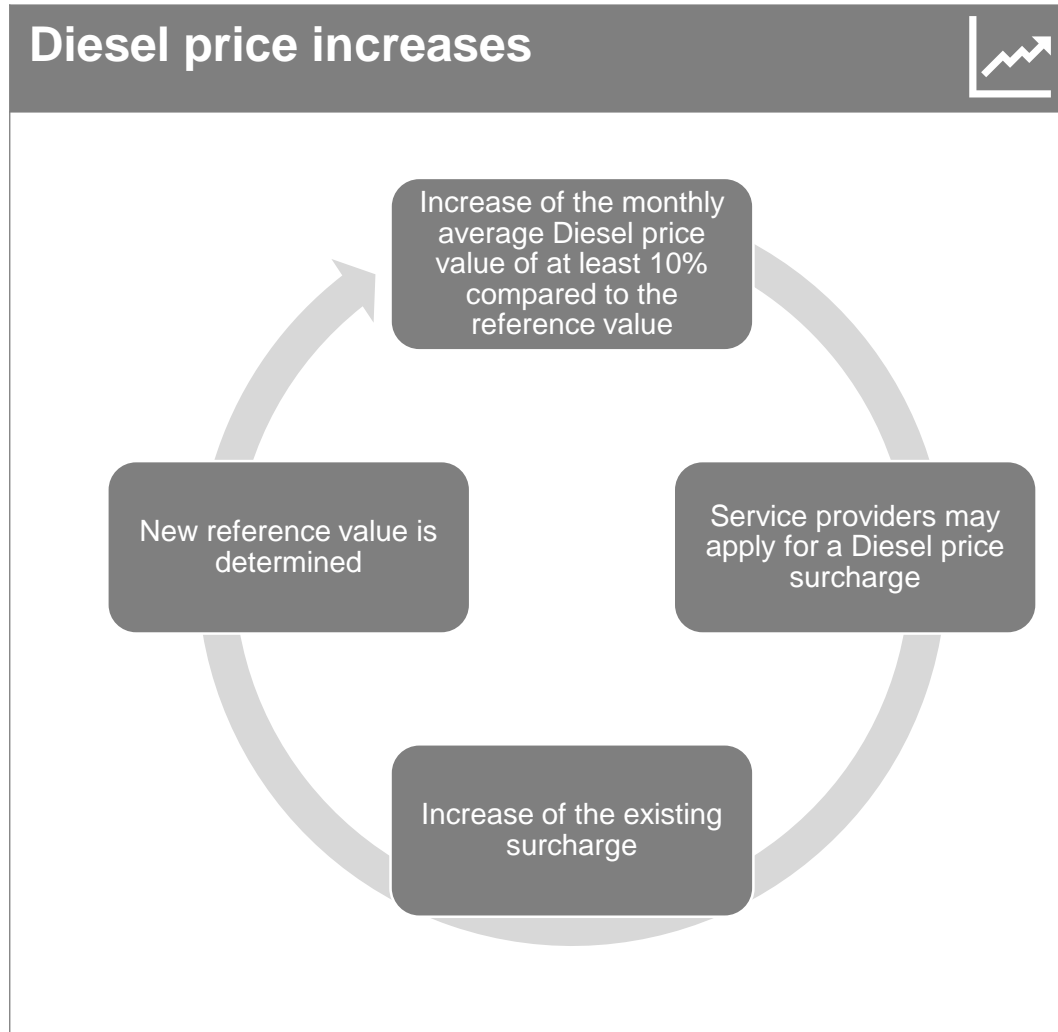 Diesel price increases
Increase of the monthly
average Diesel price
value of at least 10%
compared to the
reference value
Service providers may
apply for a Diesel price
surcharge
Increase of the existing
surcharge
New reference value is
determined